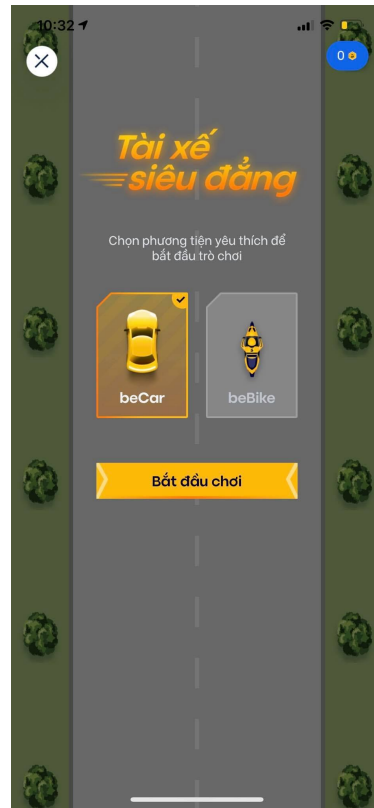 10:32
0
Tài xế
siêu đẳng
Chọn phương tiện yêu thích để
bắt đầu trò chơi
beCar
beBike
Bắt đầu chơi